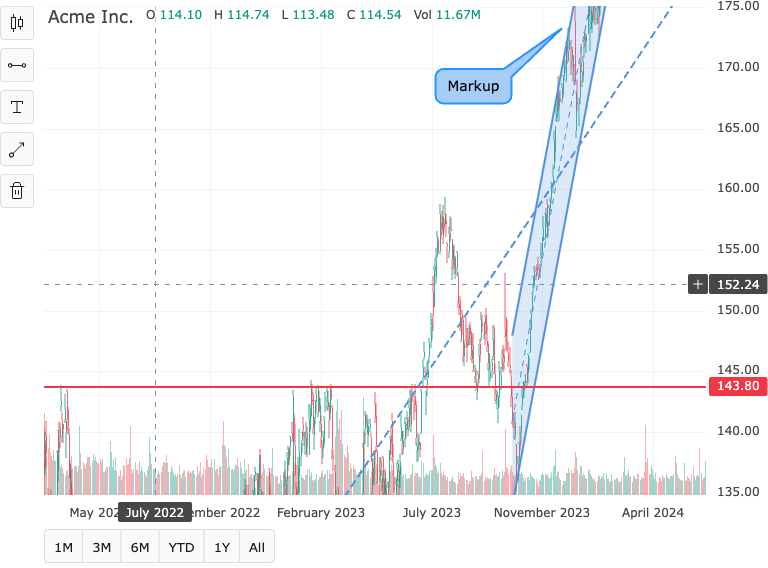 Acme Inc. O 114.10 H 114.74 L 113.48 C 114.54 Vol 11.67M
T
Markup
175.00
170.00
165.00
160.00
155.00
152.24
150.00
145.00
143.80
140.00
135.00
May July 2022 2022 February 2023 July 2023 November 2023 April 2024
1M 3M 6M YTD 1Y All